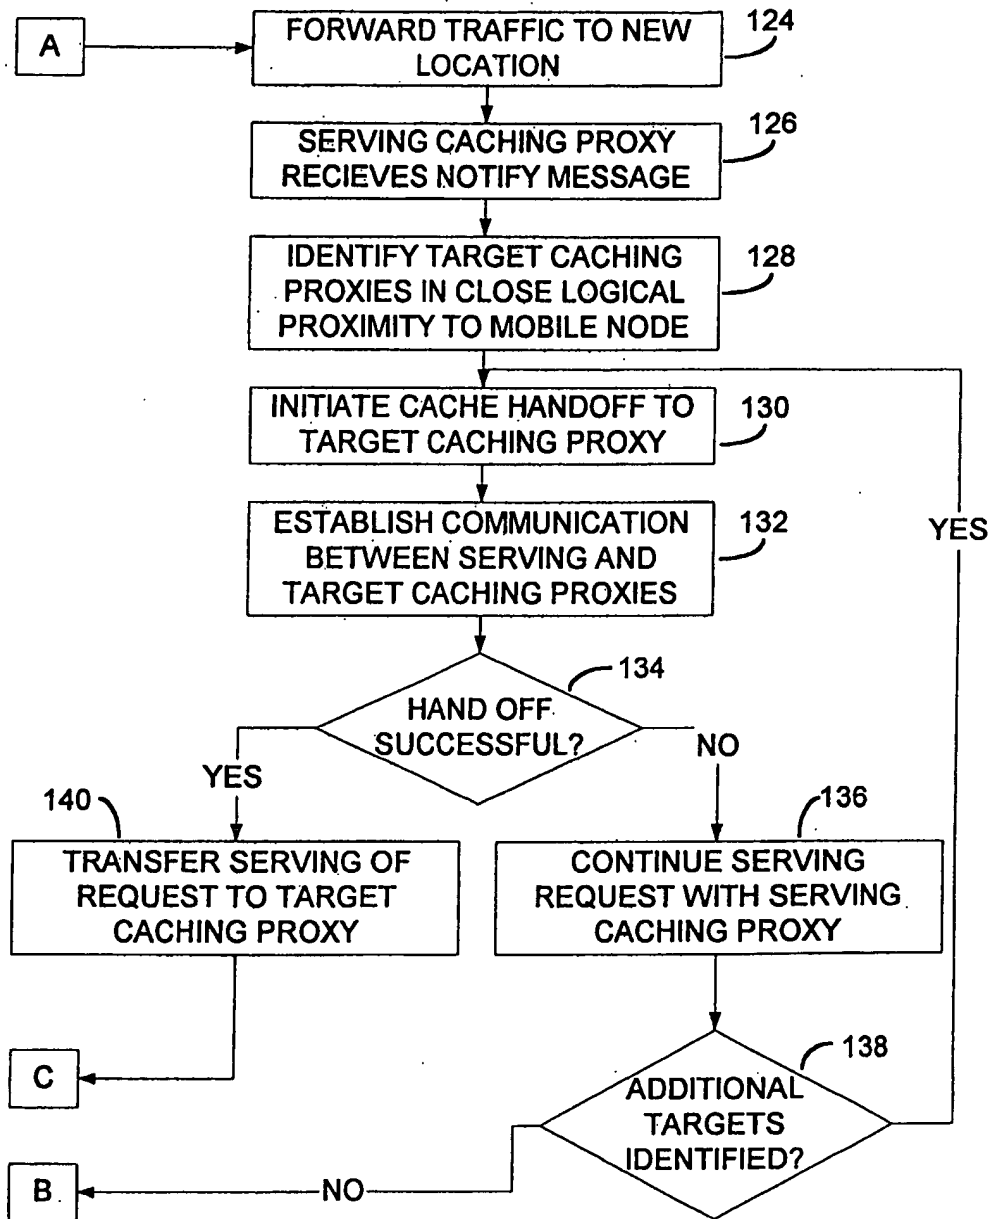 A
FORWARD TRAFFIC TO NEW
LOCATION
124
SERVING CACHING PROXY
RECIEVES NOTIFY MESSAGE
126
IDENTIFY TARGET CACHING
PROXIES IN CLOSE LOGICAL
PROXIMITY TO MOBILE NODE
128
INITIATE CACHE HANDOFF TO
TARGET CACHING PROXY
130
ESTABLISH COMMUNICATION
BETWEEN SERVING AND
TARGET CACHING PROXIES
132
YES
HAND OFF
SUCCESSFUL?
134
YES
NO
140
TRANSFER SERVING OF
REQUEST TO TARGET
CACHING PROXY
136
CONTINUE SERVING
REQUEST WITH SERVING
CACHING PROXY
C
ADDITIONAL
TARGETS
IDENTIFIED?
138
B
NO